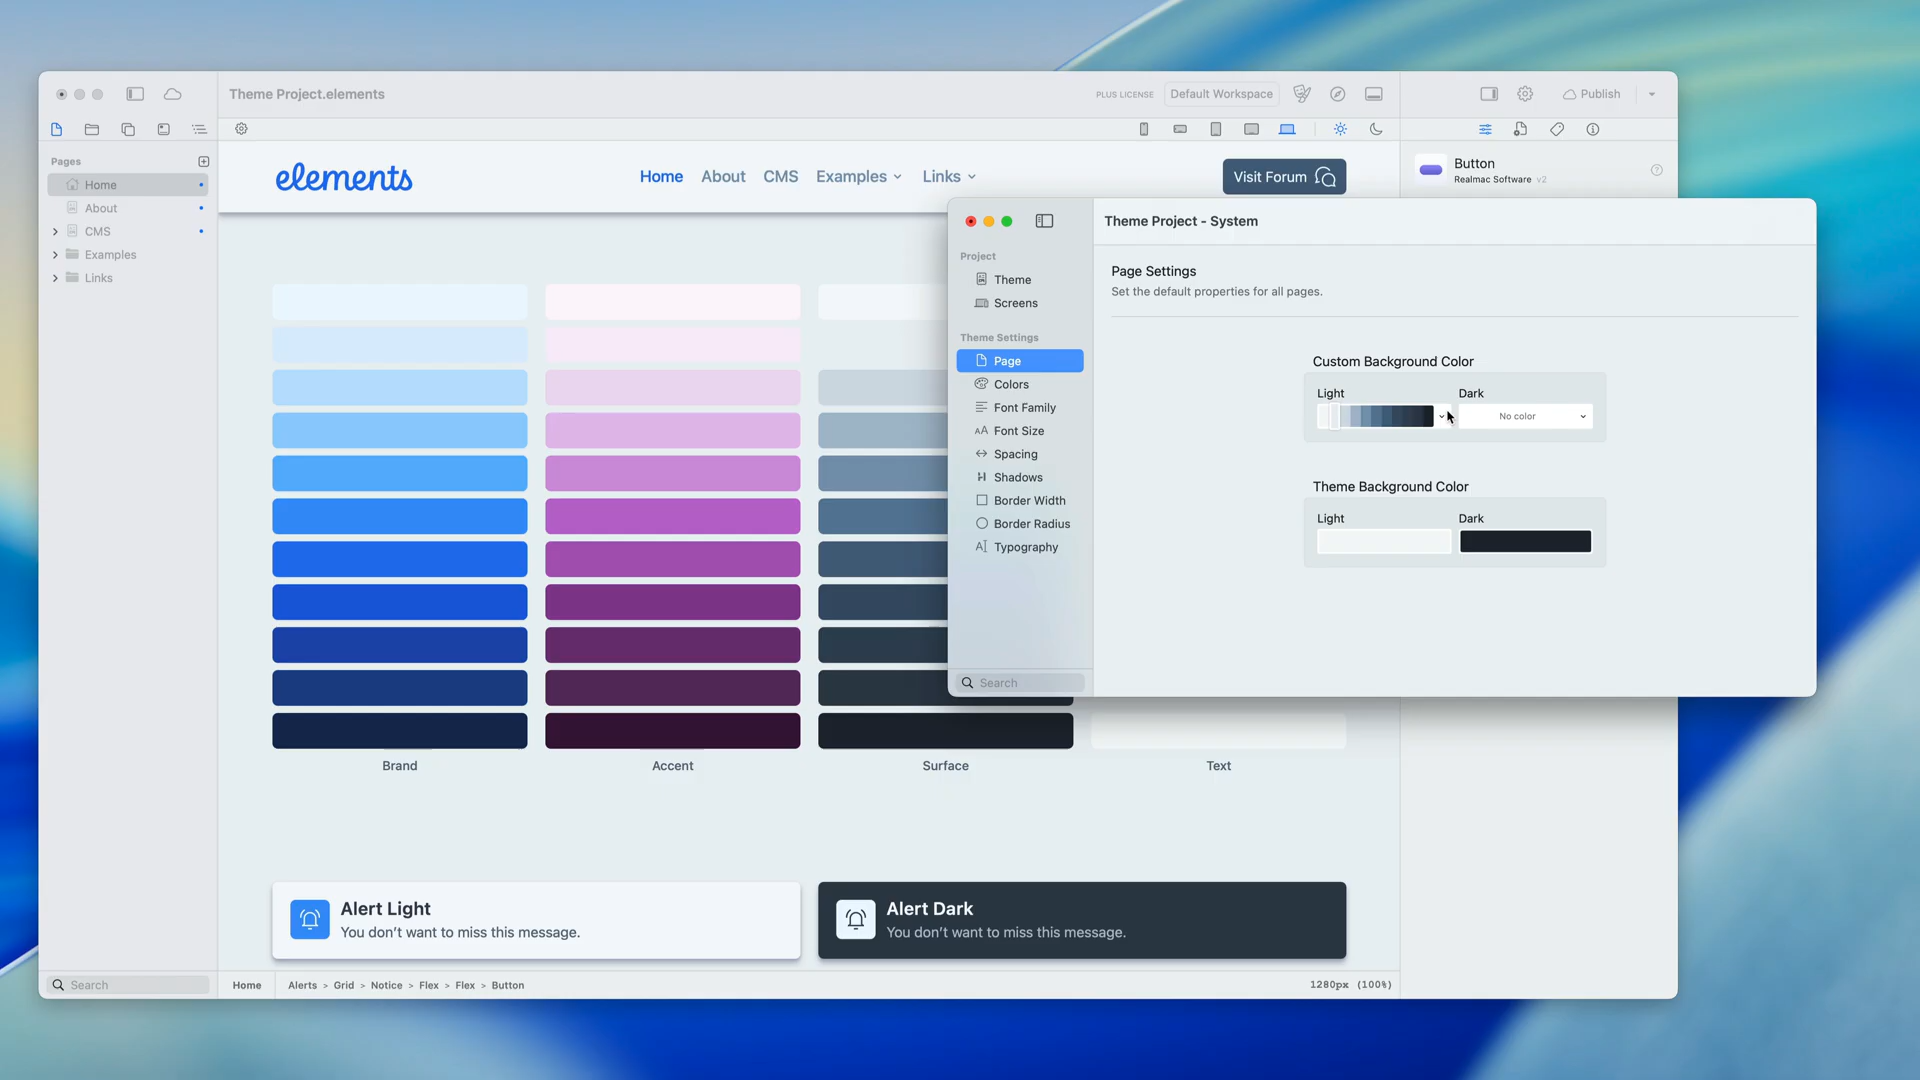 Theme Project.elements
PLUS LICENSE
Default Workspace
Publish
Pages
Home
About
CMS
Examples
Links
Search
elements
Home
About
CMS
Examples
Links
Visit Forum
Button
Realmac Software v2
Brand
Accent
Surface
Text
Alert Light
You don't want to miss this message.
Alert Dark
You don't want to miss this message.
Home
Alerts > Grid > Notice > Flex > Flex > Button
1280px (100%)
Theme Project - System
Project
Theme
Screens
Theme Settings
Page
Colors
Font Family
Font Size
Spacing
Shadows
Border Width
Border Radius
Typography
Search
Page Settings
Set the default properties for all pages.
Custom Background Color
Light
Dark
No color
Theme Background Color
Light
Dark